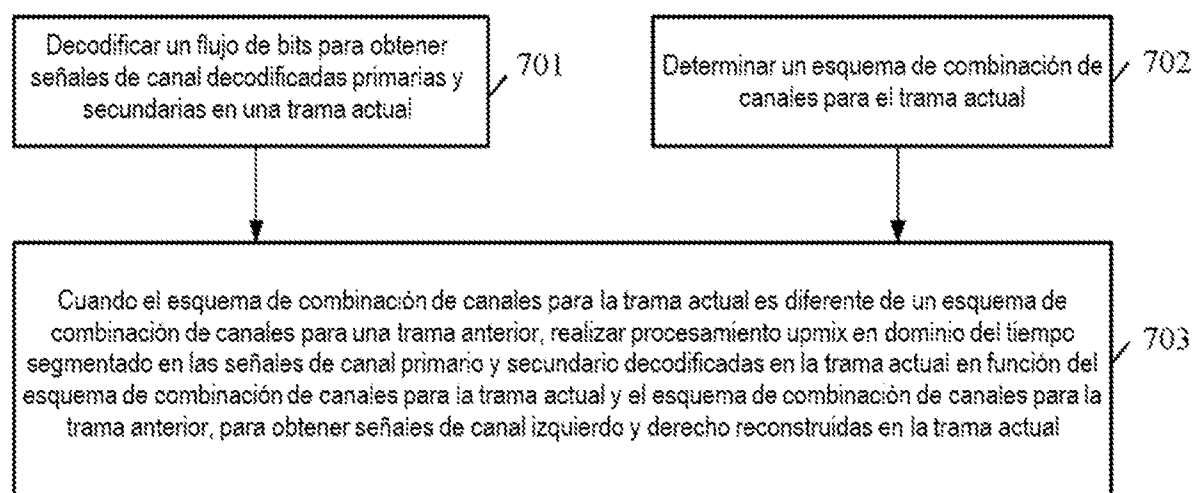 Decodificar un flujo de bits para obtener
señales de canal decodificadas primarias y
secundarias en una trama actual
701
Determinar un esquema de combinación de
canales para el trama actual
702
Cuando el esquema de combinación de canales para la trama actual es diferente de un esquema de
combinación de canales para una trama anterior, realizar procesamiento upmix en dominio del tiempo
segmentado en las señales de canal primario y secundario decodificadas en la trama actual en función del
esquema de combinación de canales para la trama actual y el esquema de combinación de canales para la
trama anterior, para obtener señales de canal izquierdo y derecho reconstruidas en la trama actual
703